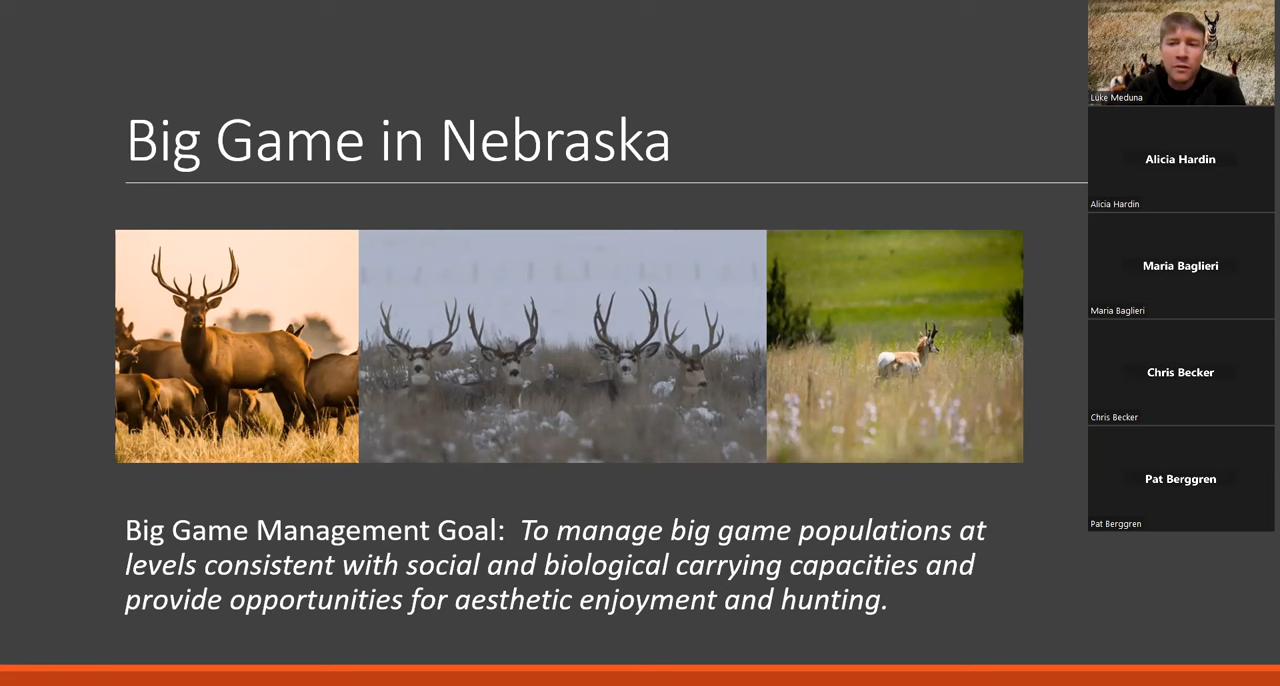 Big Game in Nebraska
Big Game Management Goal: To manage big game populations at
levels consistent with social and biological carrying capacities and
provide opportunities for aesthetic enjoyment and hunting.
Luke Meduna
Alicia Hardin
Alicia Hardin
Maria Baglieri
Maria Baglieri
Chris Becker
Chris Becker
Pat Berggren
Pat Berggren